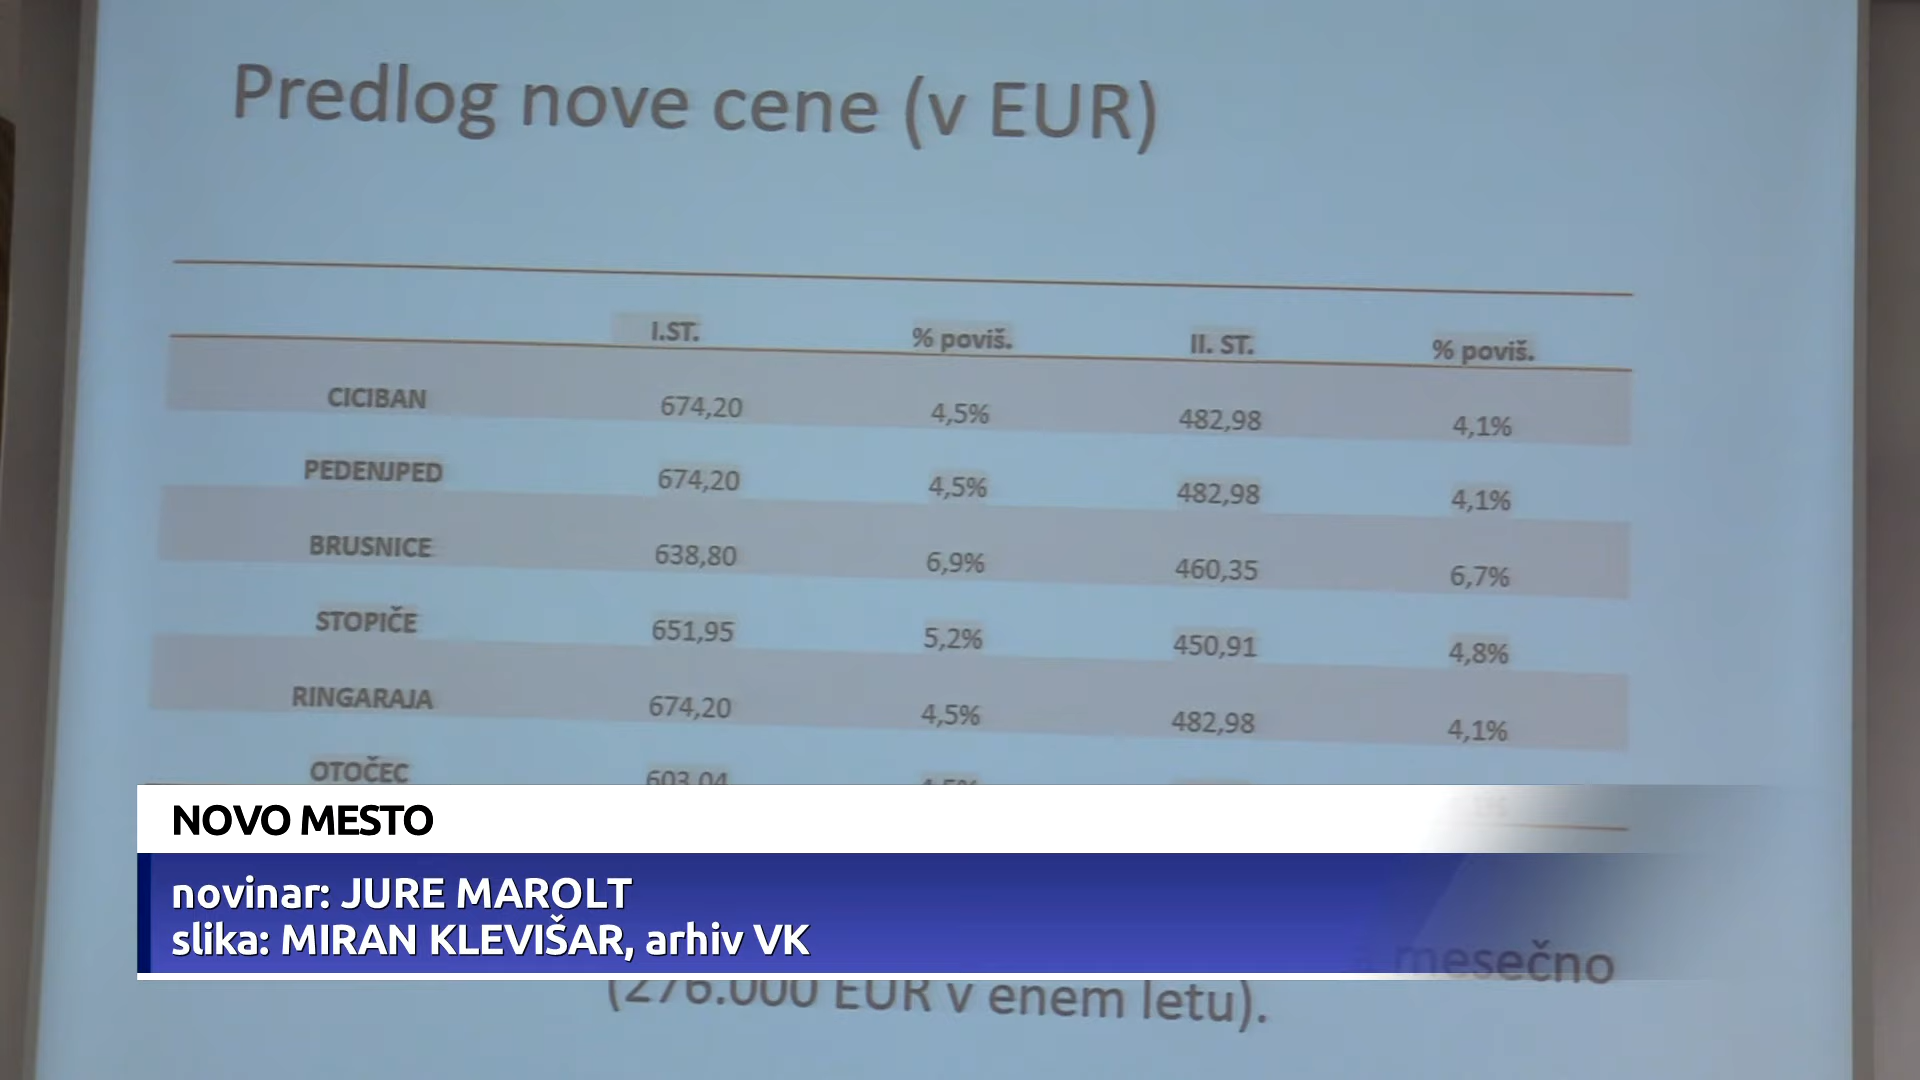 Predlog nove cene (v EUR)
I.ST. % poviš. II. ST. % poviš.
CICIBAN 674,20 4,5% 482,98 4,1%
PEDENJPED 674,20 4,5% 482,98 4,1%
BRUSNICE 638,80 6,9% 460,35 6,7%
STOPIČE 651,95 5,2% 450,91 4,8%
RINGARAJA 674,20 4,5% 482,98 4,1%
OTOČEC 603,04
NOVO MESTO
novinar: JURE MAROLT
slika: MIRAN KLEVIŠAR, arhiv VK
mesečno
(276.000 EUR v enem letu).